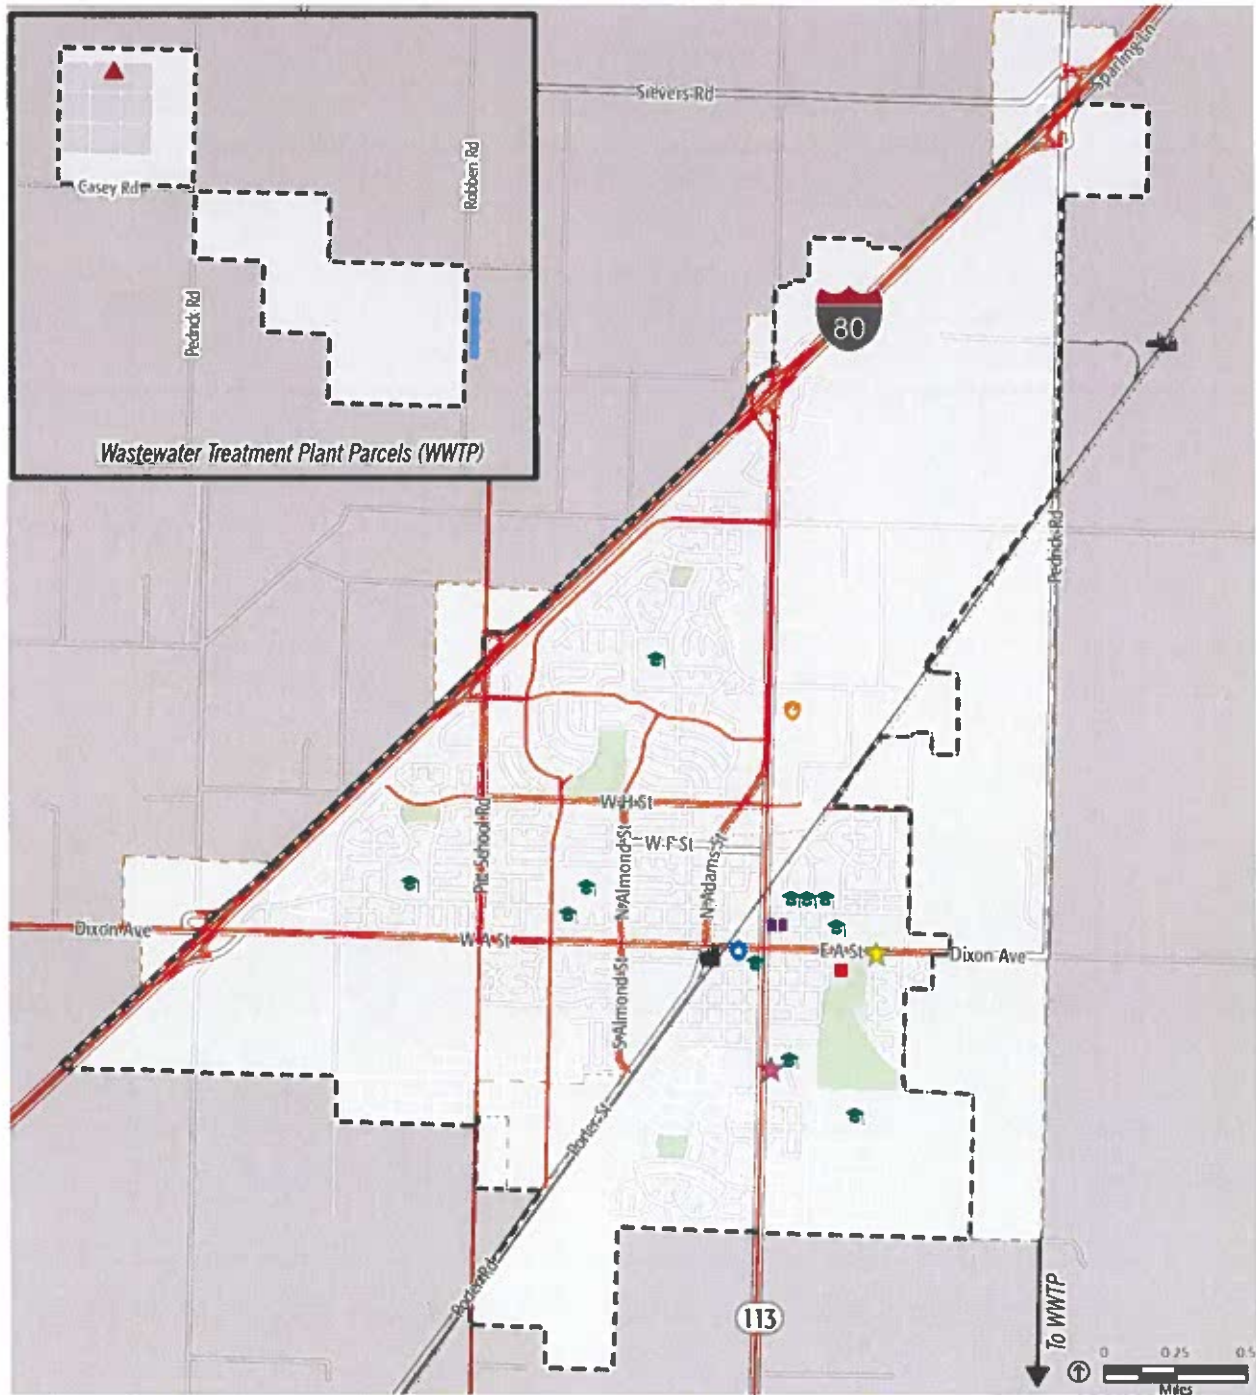 Sparling Ln
Sievers Rd
Robben Rd
Casey Rd
Pedrick Rd
80
Wastewater Treatment Plant Parcels (WWTP)
Pedrick Rd
W H St
Pitt School Rd
N Almond St
W F St
N Adams St
Dixon Ave
W A St
E A St
Dixon Ave
S Almond St
Porter St
Porter Rd
113
To WWTP
0 0.25 0.5
Miles